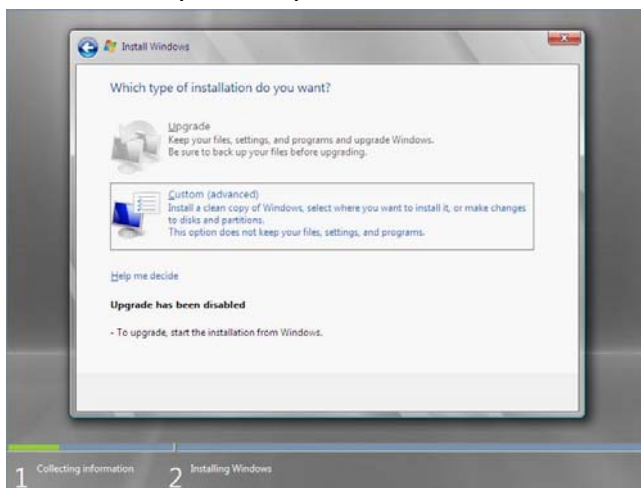 Install Windows
Which type of installation do you want?
Upgrade
Keep your files, settings, and programs and upgrade Windows.
Be sure to back up your files before upgrading.
Custom (advanced)
Install a clean copy of Windows, select where you want to install it, or make changes
to disks and partitions.
This option does not keep your files, settings, and programs.
Help me decide
Upgrade has been disabled
- To upgrade, start the installation from Windows.
1 Collecting information
2 Installing Windows